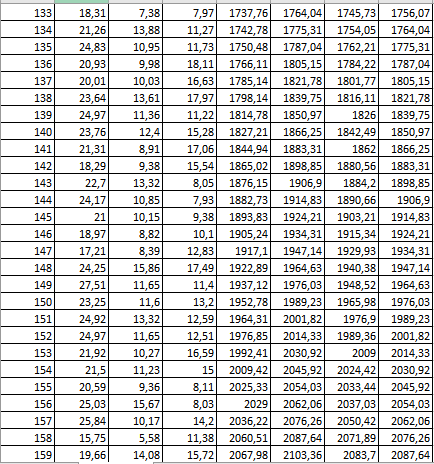 133 18,31 7,38 7,97 1737,76 1764,04 1745,73 1756,07
134 21,26 13,88 11,27 1742,78 1775,31 1754,05 1764,04
135 24,83 10,95 11,73 1750,48 1787,04 1762,21 1775,31
136 20,93 9,98 18,11 1766,11 1805,15 1784,22 1787,04
137 20,01 10,03 16,63 1785,14 1821,78 1801,77 1805,15
138 23,64 13,61 17,97 1798,14 1839,75 1816,11 1821,78
139 24,97 11,36 11,22 1814,78 1850,97 1826 1839,75
140 23,76 12,4 15,28 1827,21 1866,25 1842,49 1850,97
141 21,31 8,91 17,06 1844,94 1883,31 1862 1866,25
142 18,29 9,38 15,54 1865,02 1898,85 1880,56 1883,31
143 22,7 13,32 8,05 1876,15 1906,9 1884,2 1898,85
144 24,17 10,85 7,93 1882,73 1914,83 1890,66 1906,9
145 21 10,15 9,38 1893,83 1924,21 1903,21 1914,83
146 18,97 8,82 10,1 1905,24 1934,31 1915,34 1924,21
147 17,21 8,39 12,83 1917,1 1947,14 1929,93 1934,31
148 24,25 15,86 17,49 1922,89 1964,63 1940,38 1947,14
149 27,51 11,65 11,4 1937,12 1976,03 1948,52 1964,63
150 23,25 11,6 13,2 1952,78 1989,23 1965,98 1976,03
151 24,92 13,32 12,59 1964,31 2001,82 1976,9 1989,23
152 24,97 11,65 12,51 1976,85 2014,33 1989,36 2001,82
153 21,92 10,27 16,59 1992,41 2030,92 2009 2014,33
154 21,5 11,23 15 2009,42 2045,92 2024,42 2030,92
155 20,59 9,36 8,11 2025,33 2054,03 2033,44 2045,92
156 25,03 15,67 8,03 2029 2062,06 2037,03 2054,03
157 25,84 10,17 14,2 2036,22 2076,26 2050,42 2062,06
158 15,75 5,58 11,38 2060,51 2087,64 2071,89 2076,26
159 19,66 14,08 15,72 2067,98 2103,36 2083,7 2087,64